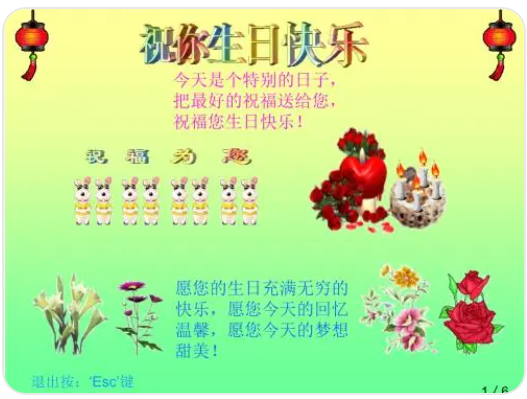 祝你生日快乐
今天是个特别的日子，
把最好的祝福送给您，
祝福您生日快乐！
祝 福 为 您
愿您的生日充满无穷的
快乐，愿您今天的回忆
温馨，愿您今天的梦想
甜美！
退出按：‘Esc’键
1 / 6